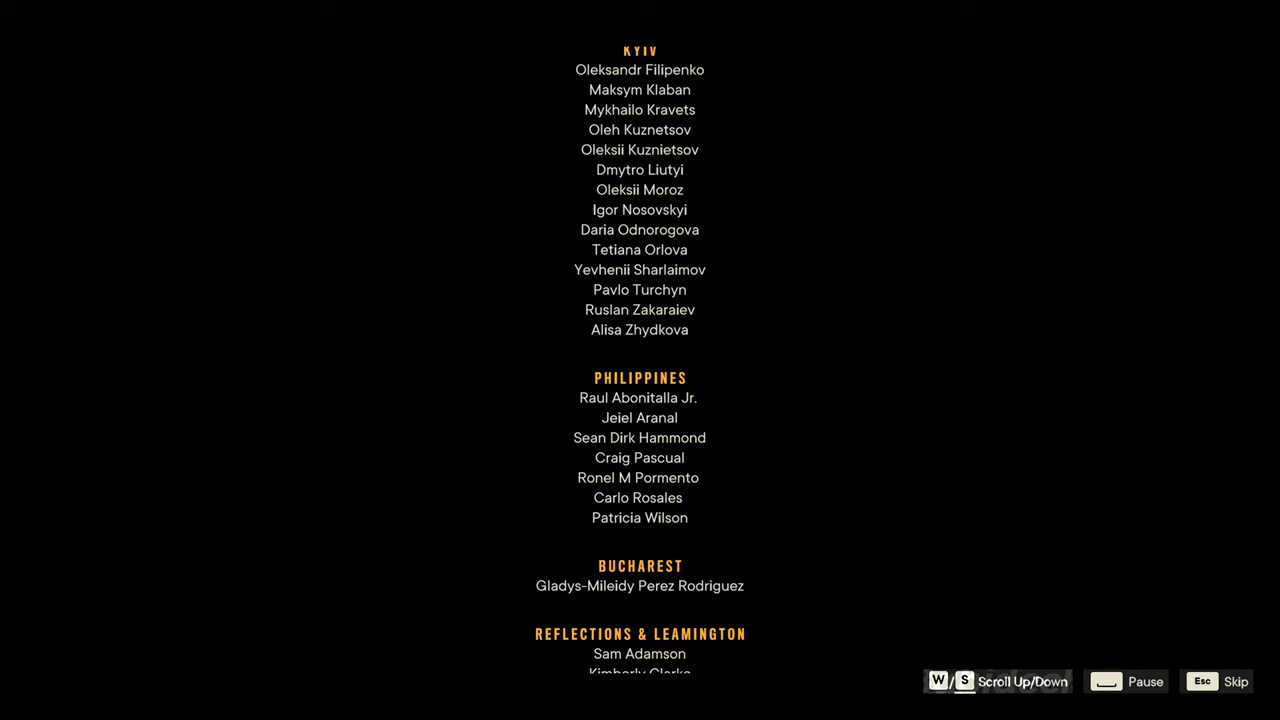 KYIV
Oleksandr Filipenko
Maksym Klaban
Mykhailo Kravets
Oleh Kuznetsov
Oleksii Kuznietsov
Dmytro Liutyi
Oleksii Moroz
Igor Nosovskyi
Daria Odnorogova
Tetiana Orlova
Yevhenii Sharlaimov
Pavlo Turchyn
Ruslan Zakaraiev
Alisa Zhydkova
PHILIPPINES
Raul Abonitalla Jr.
Jeiel Aranal
Sean Dirk Hammond
Craig Pascual
Ronel M Pormento
Carlo Rosales
Patricia Wilson
BUCHAREST
Gladys-Mileidy Perez Rodriguez
REFLECTIONS & LEAMINGTON
Sam Adamson
Kimberly Clarke
W/S Scroll Up/Down Pause Esc Skip